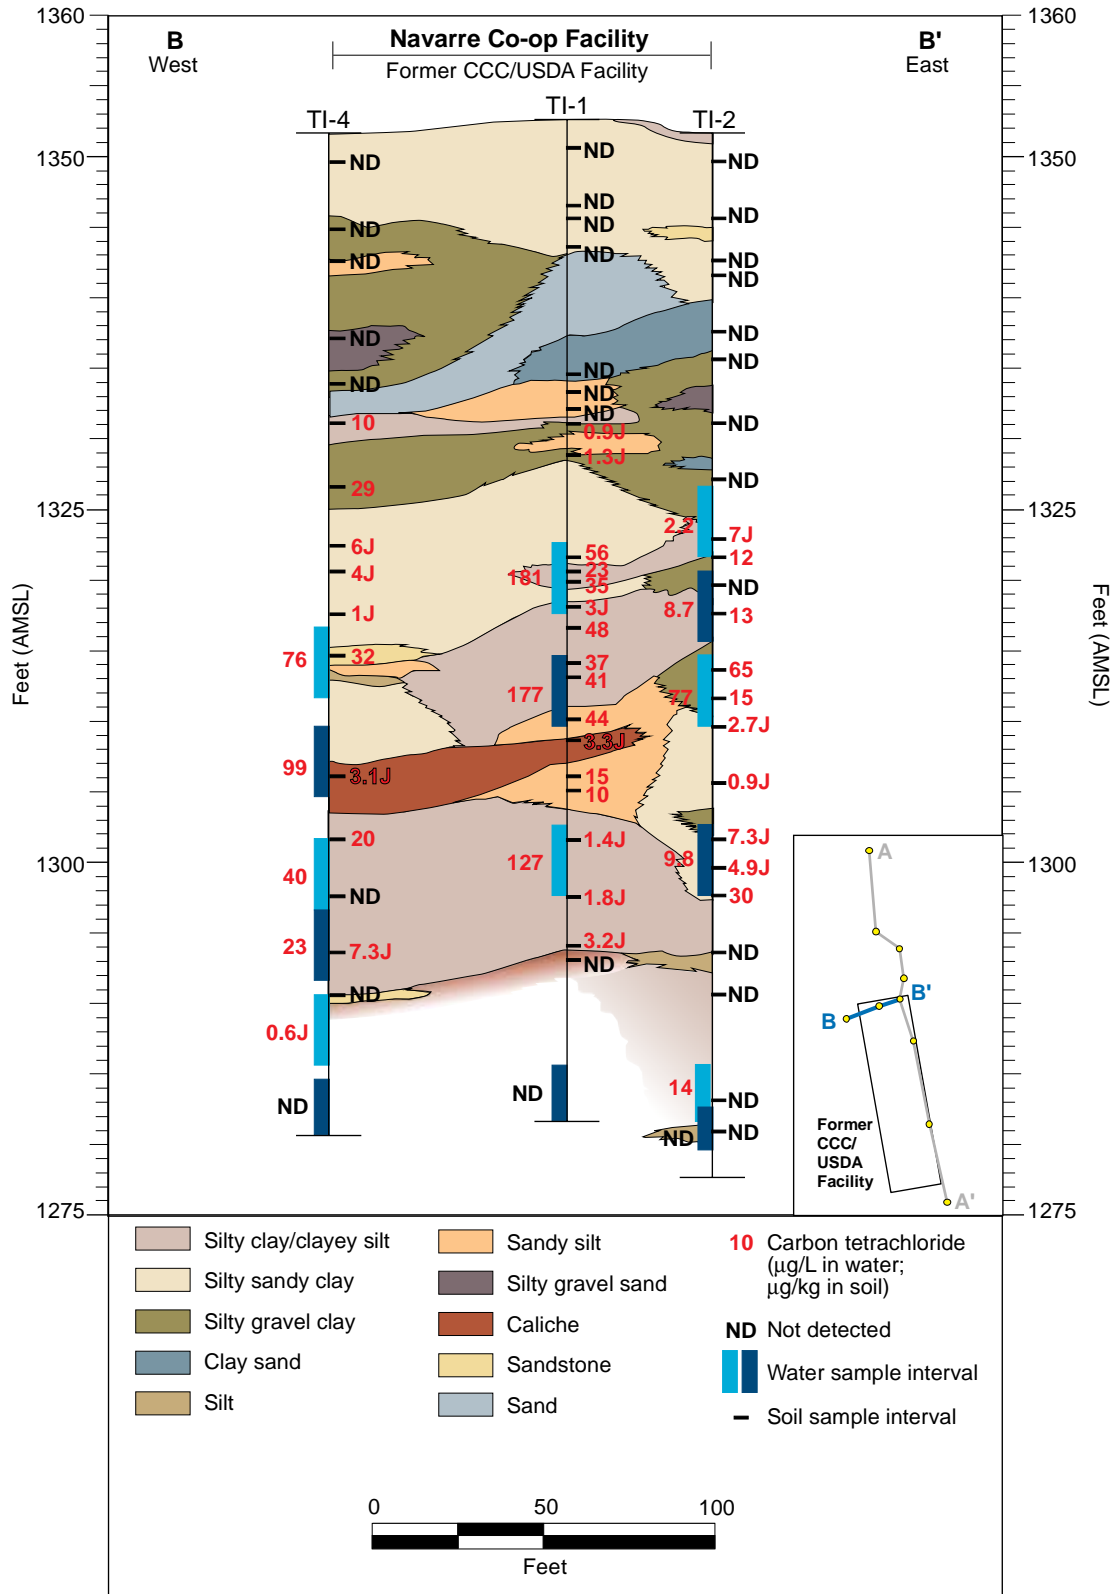 1360
1360
B
West
Navarre Co-op Facility
Former CCC/USDA Facility
B'
East
TI-4
TI-1
TI-2
1350
1350
1325
1325
1300
1300
1275
1275
Feet (AMSL)
Feet (AMSL)
ND
ND
ND
ND
ND
10
29
6J
4J
1J
32
3.1J
20
ND
7.3J
ND
76
99
40
23
0.6J
ND
ND
ND
ND
ND
ND
ND
ND
0.9J
1.3J
56
23
35
3J
48
37
41
44
3.3J
15
10
1.4J
1.8J
3.2J
ND
181
177
127
ND
ND
ND
ND
ND
ND
ND
ND
ND
7J
12
ND
13
65
15
2.7J
0.9J
7.3J
4.9J
30
ND
ND
ND
ND
2.2
8.7
77
9.8
14
ND
A
B'
B
Former
CCC/
USDA
Facility
A'
Silty clay/clayey silt
Silty sandy clay
Silty gravel clay
Clay sand
Silt
Sandy silt
Silty gravel sand
Caliche
Sandstone
Sand
10 Carbon tetrachloride
(µg/L in water;
µg/kg in soil)
ND Not detected
Water sample interval
Soil sample interval
0 50 100
Feet